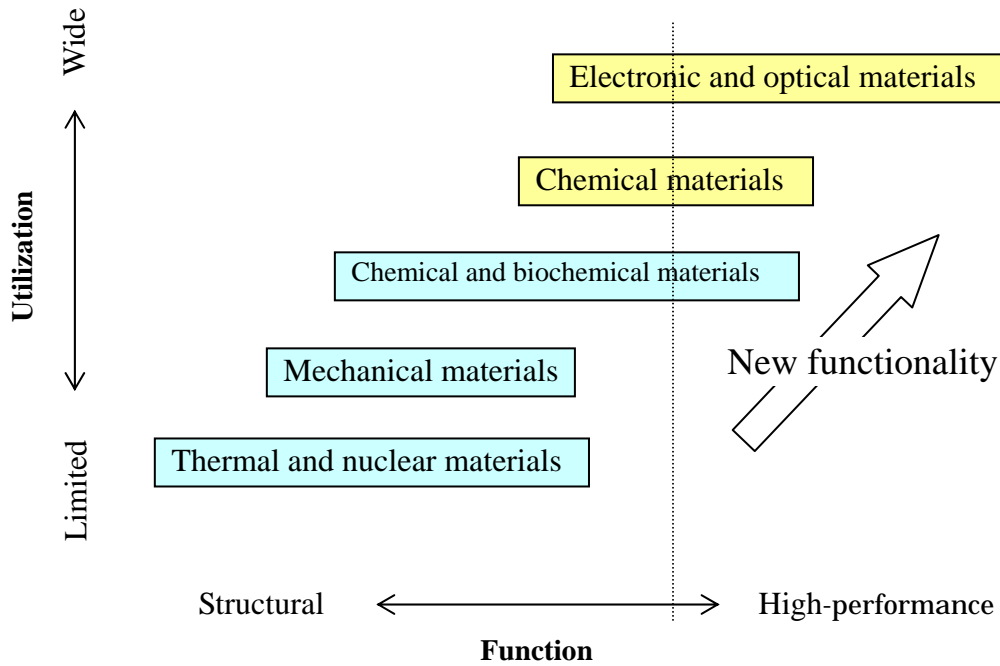 Wide
Electronic and optical materials
Chemical materials
Utilization
Chemical and biochemical materials
Mechanical materials
New functionality
Limited
Thermal and nuclear materials
Structural
High-performance
Function